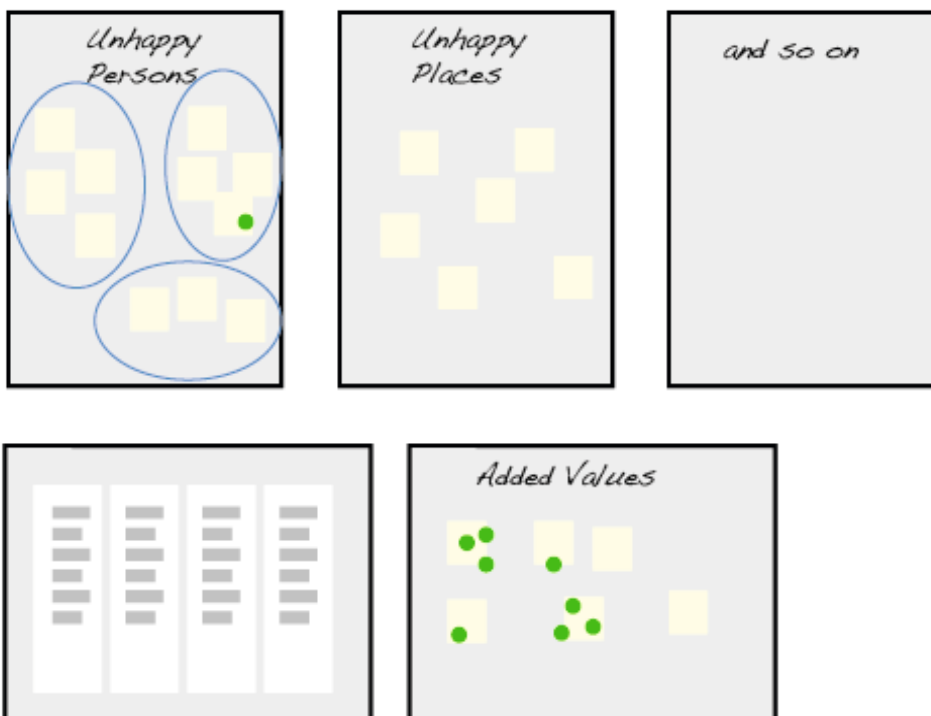 Unhappy
Persons
Unhappy
Places
and so on
Added Values